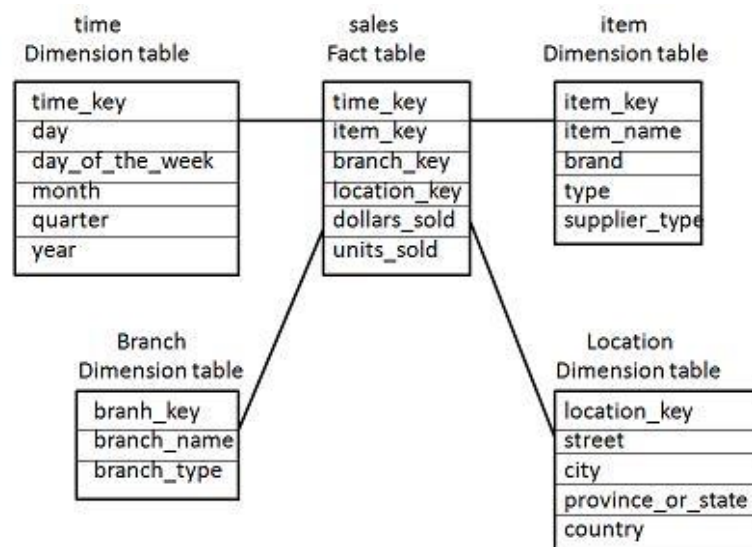 time
Dimension table
time_key
day
day_of_the_week
month
quarter
year
sales
Fact table
time_key
item_key
branch_key
location_key
dollars_sold
units_sold
item
Dimension table
item_key
item_name
brand
type
supplier_type
Branch
Dimension table
branh_key
branch_name
branch_type
Location
Dimension table
location_key
street
city
province_or_state
country